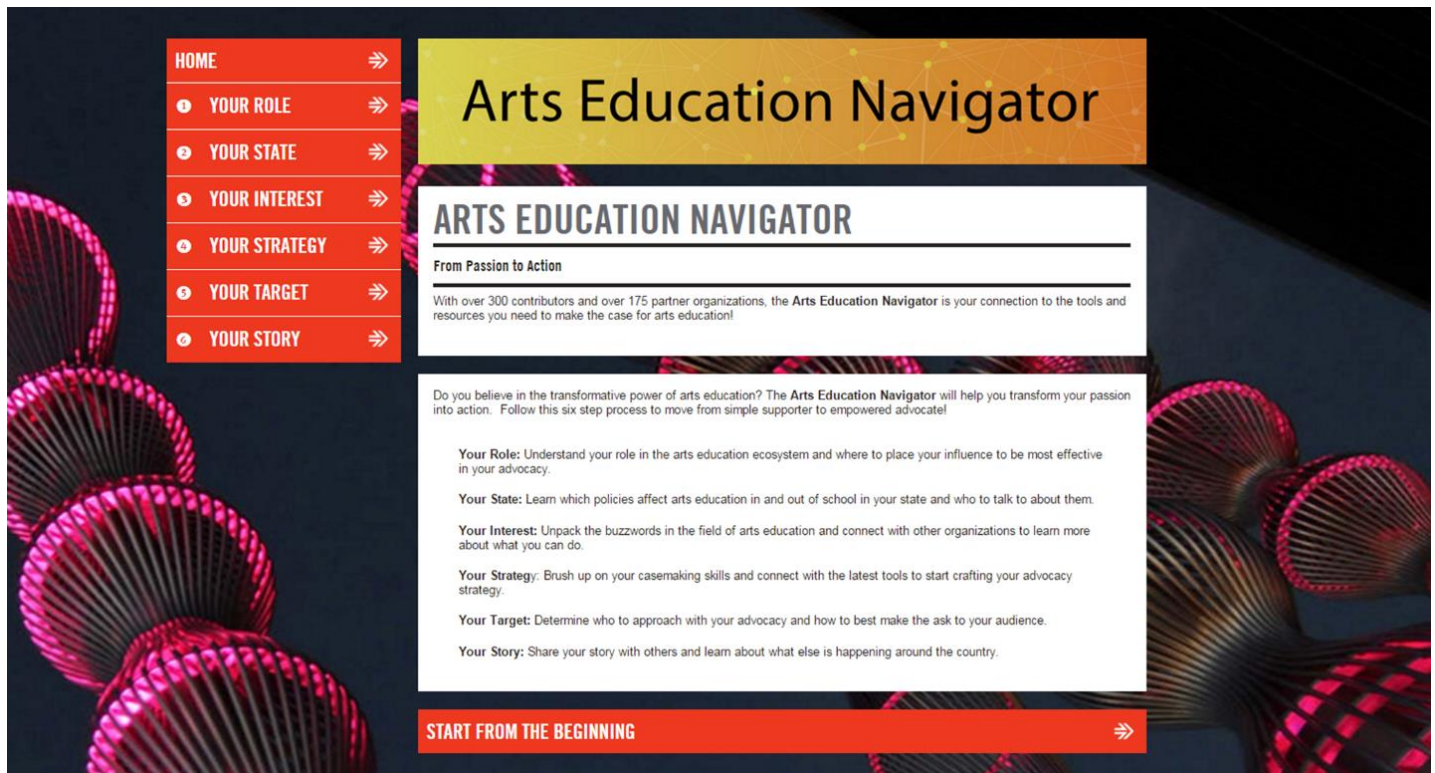 HOME
1 YOUR ROLE
2 YOUR STATE
3 YOUR INTEREST
4 YOUR STRATEGY
5 YOUR TARGET
6 YOUR STORY
Arts Education Navigator
ARTS EDUCATION NAVIGATOR
From Passion to Action
With over 300 contributors and over 175 partner organizations, the Arts Education Navigator is your connection to the tools and
resources you need to make the case for arts education!
Do you believe in the transformative power of arts education? The Arts Education Navigator will help you transform your passion
into action. Follow this six step process to move from simple supporter to empowered advocate!
Your Role: Understand your role in the arts education ecosystem and where to place your influence to be most effective
in your advocacy.
Your State: Learn which policies affect arts education in and out of school in your state and who to talk to about them.
Your Interest: Unpack the buzzwords in the field of arts education and connect with other organizations to learn more
about what you can do.
Your Strategy: Brush up on your casemaking skills and connect with the latest tools to start crafting your advocacy
strategy.
Your Target: Determine who to approach with your advocacy and how to best make the ask to your audience.
Your Story: Share your story with others and learn about what else is happening around the country.
START FROM THE BEGINNING